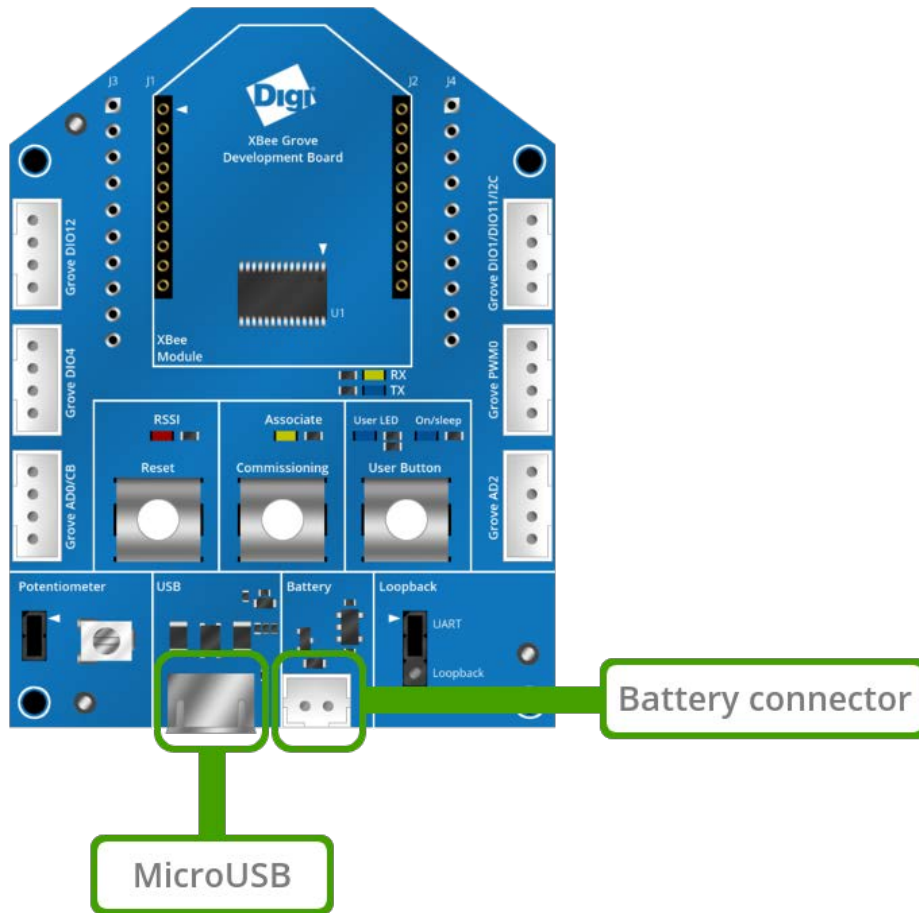 J3
J1
J2
J4
Digi
XBee Grove
Development Board
Grove DIO12
Grove DIO1/DIO11/I2C
U1
XBee
Module
Grove DIO4
Grove PWM0
RX
TX
RSSI
Associate
User LED
On/sleep
Reset
Commissioning
User Button
Grove AD0/CB
Grove AD2
Potentiometer
USB
Battery
Loopback
UART
Loopback
Battery connector
MicroUSB